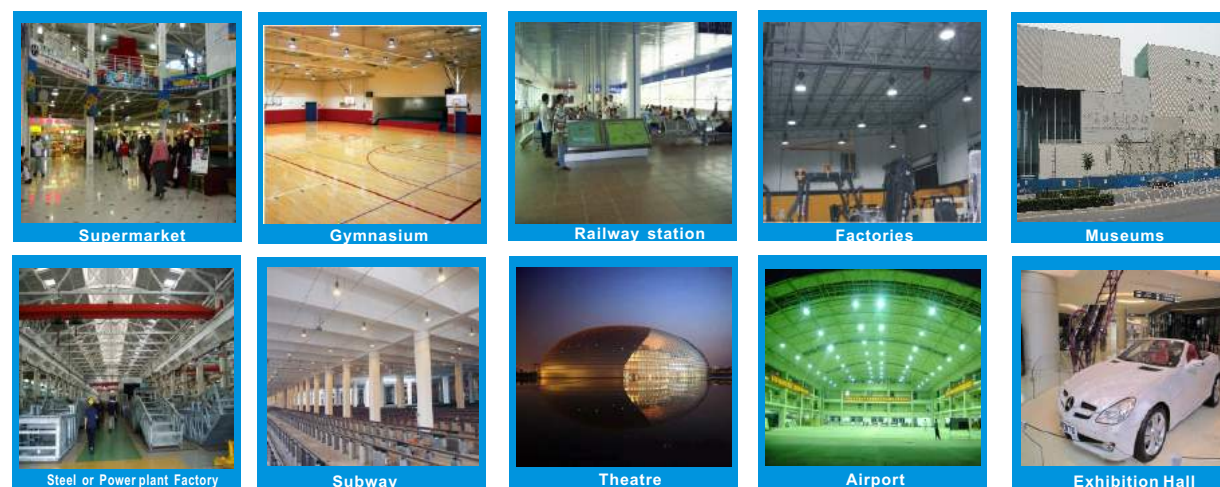 Supermarket
Gymnasium
Railway station
Factories
Museums
Steel or Power plant Factory
Subway
Theatre
Airport
Exhibition Hall